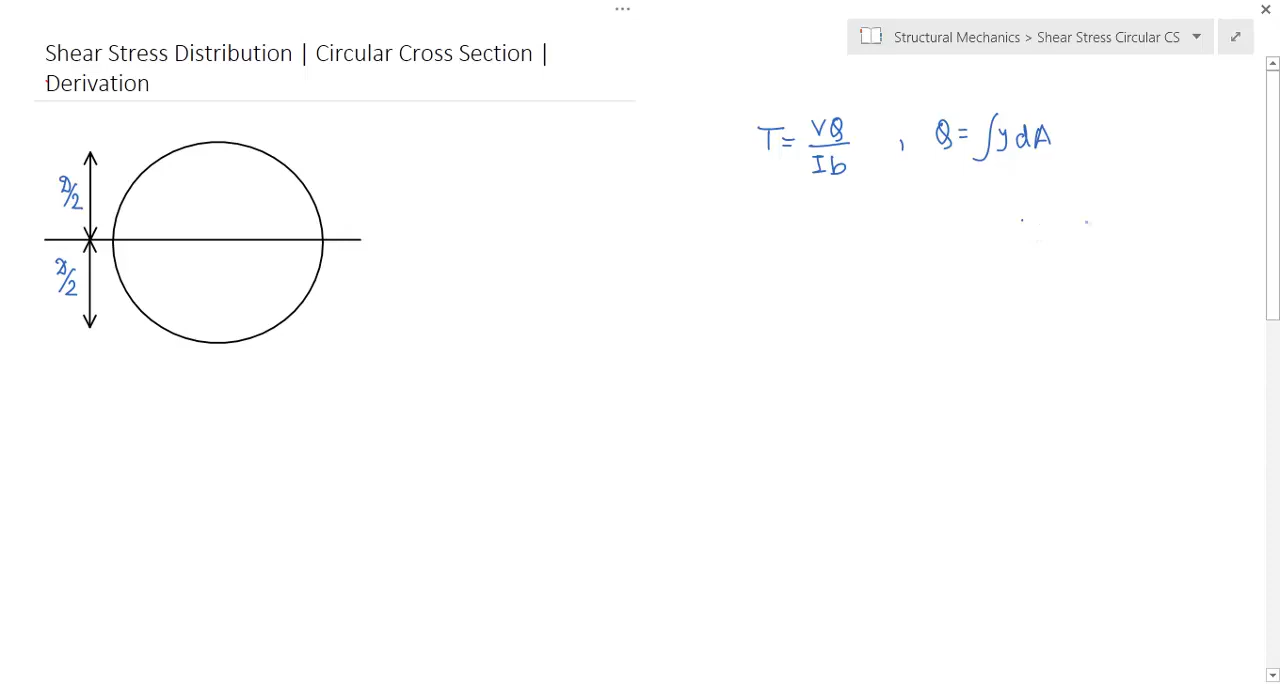 Shear Stress Distribution | Circular Cross Section |
Derivation
Structural Mechanics > Shear Stress Circular CS
T = VQ/Ib , Q = ∫y dA
D/2
D/2